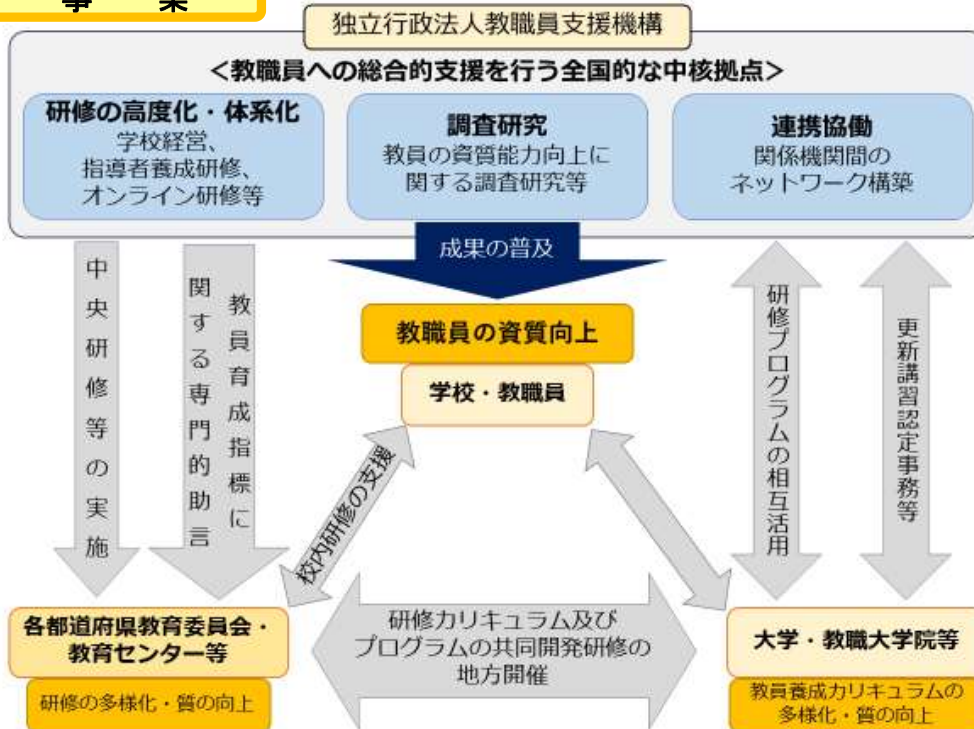 事 業
独立行政法人教職員支援機構
＜教職員への総合的支援を行う全国的な中核拠点＞
研修の高度化・体系化
学校経営、
指導者養成研修、
オンライン研修等
調査研究
教員の資質能力向上に
関する調査研究等
連携協働
関係機関間の
ネットワーク構築
成果の普及
中央研修等の実施
教員育成指標に
関する専門的助言
教職員の資質向上
学校・教職員
研修プログラムの相互活用
更新講習認定事務等
校内研修の支援
各都道府県教育委員会・
教育センター等
研修の多様化・質の向上
研修カリキュラム及び
プログラムの共同開発研修の
地方開催
大学・教職大学院等
教員養成カリキュラムの
多様化・質の向上